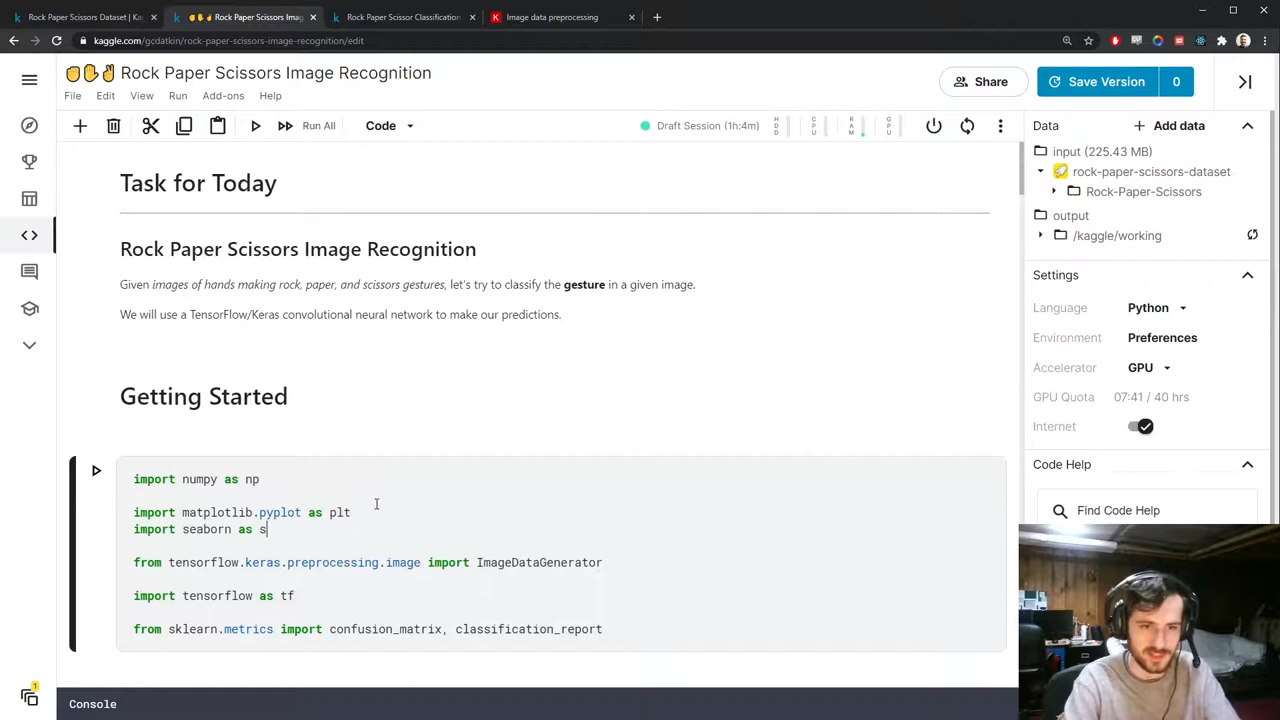 Rock Paper Scissors Dataset | Ka
Rock Paper Scissors Imag
Rock Paper Scissor Classification
Image data preprocessing
kaggle.com/gcdatkin/rock-paper-scissors-image-recognition/edit
✊✋✌ Rock Paper Scissors Image Recognition
File Edit View Run Add-ons Help
Share
Save Version 0
Run All
Code
Draft Session (1h:4m)
HDD
CPU
RAM
GPU
Task for Today
Rock Paper Scissors Image Recognition
Given images of hands making rock, paper, and scissors gestures, let's try to classify the gesture in a given image.
We will use a TensorFlow/Keras convolutional neural network to make our predictions.
Getting Started
import numpy as np
import matplotlib.pyplot as plt
import seaborn as s
from tensorflow.keras.preprocessing.image import ImageDataGenerator
import tensorflow as tf
from sklearn.metrics import confusion_matrix, classification_report
Console
Data
Add data
input (225.43 MB)
rock-paper-scissors-dataset
Rock-Paper-Scissors
output
/kaggle/working
Settings
Language Python
Environment Preferences
Accelerator GPU
GPU Quota 07:41 / 40 hrs
Internet
Code Help
Find Code Help
1